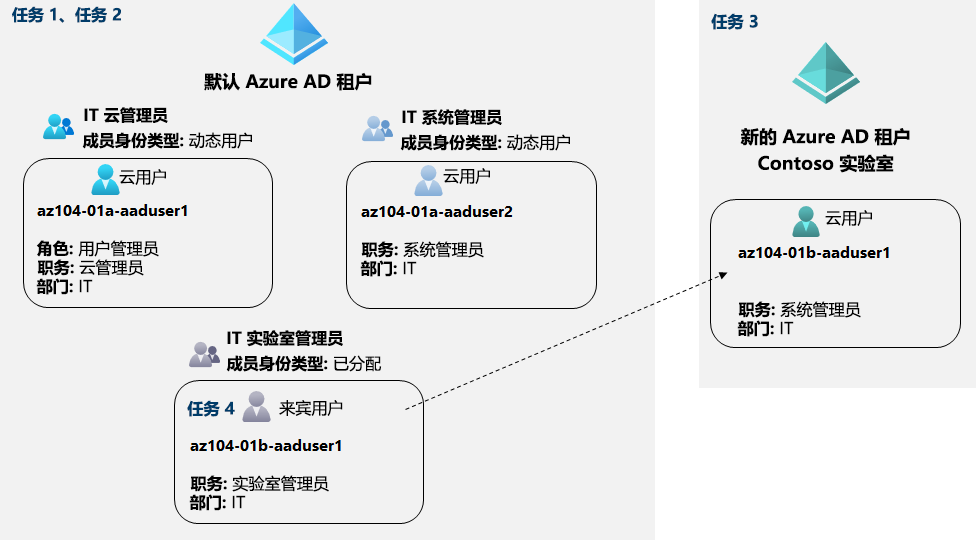 任务 1、任务 2
默认 Azure AD 租户
IT 云管理员
成员身份类型: 动态用户
云用户
az104-01a-aaduser1
角色: 用户管理员
职务: 云管理员
部门: IT
IT 系统管理员
成员身份类型: 动态用户
云用户
az104-01a-aaduser2
职务: 系统管理员
部门: IT
IT 实验室管理员
成员身份类型: 已分配
任务 4
来宾用户
az104-01b-aaduser1
职务: 实验室管理员
部门: IT
任务 3
新的 Azure AD 租户
Contoso 实验室
云用户
az104-01b-aaduser1
职务: 系统管理员
部门: IT